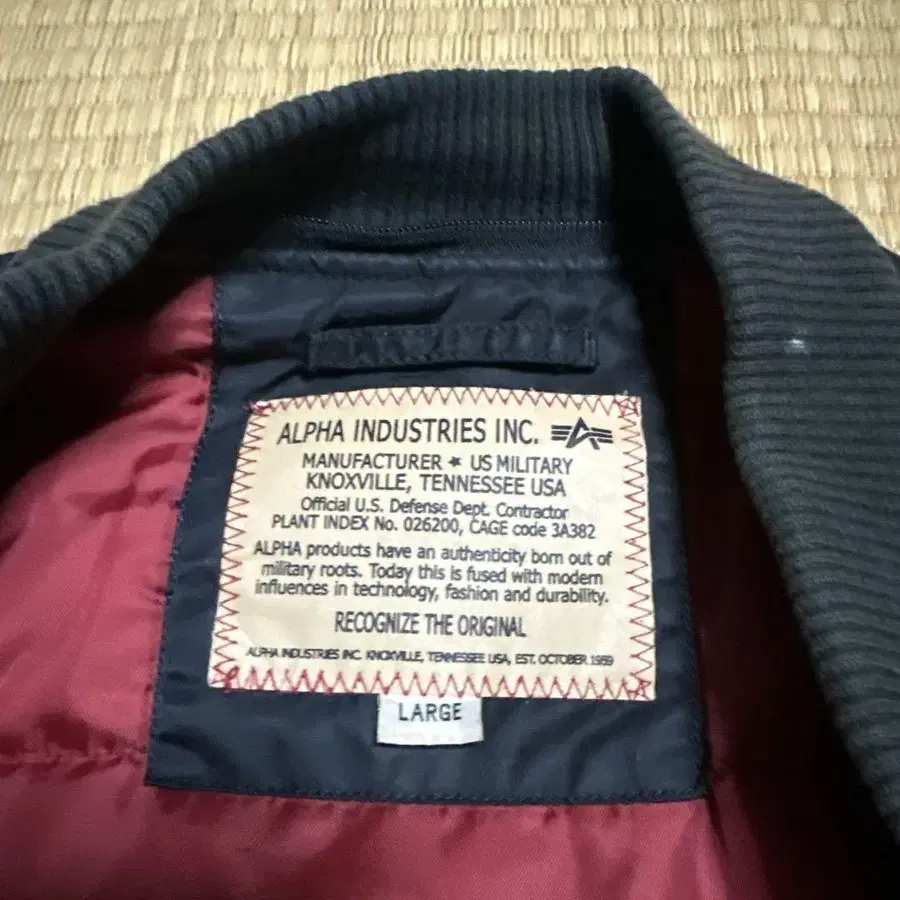 ALPHA INDUSTRIES INC.
MANUFACTURER ★ US MILITARY
KNOXVILLE, TENNESSEE USA
Official U.S. Defense Dept. Contractor
PLANT INDEX No. 026200, CAGE code 3A382
ALPHA products have an authenticity born out of
military roots. Today this is fused with modern
influences in technology, fashion and durability.
RECOGNIZE THE ORIGINAL
ALPHA INDUSTRIES INC. KNOXVILLE, TENNESSEE USA, EST. OCTOBER 1959
LARGE